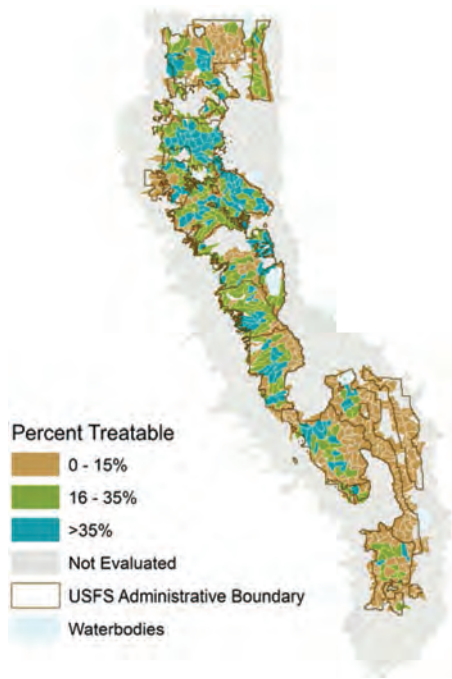 Percent Treatable
0 - 15%
16 - 35%
>35%
Not Evaluated
USFS Administrative Boundary
Waterbodies